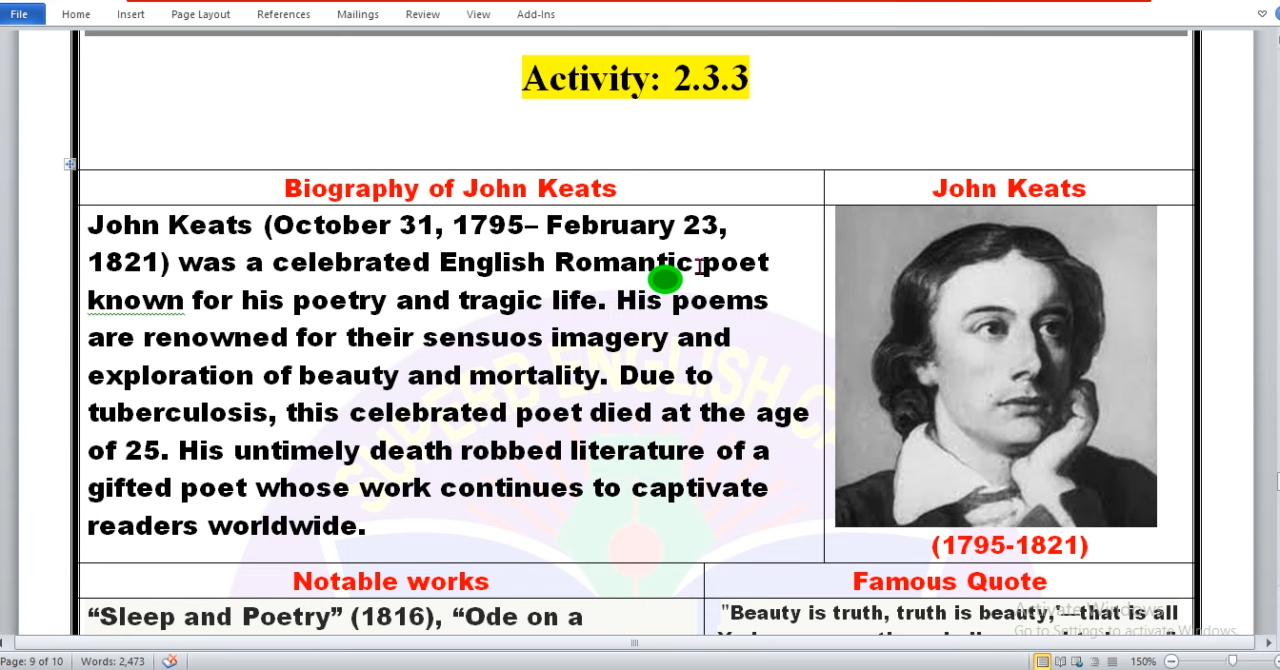 File Home Insert Page Layout References Mailings Review View Add-Ins
Activity: 2.3.3
Biography of John Keats
John Keats
John Keats (October 31, 1795– February 23,
1821) was a celebrated English Romantic poet
known for his poetry and tragic life. His poems
are renowned for their sensuos imagery and
exploration of beauty and mortality. Due to
tuberculosis, this celebrated poet died at the age
of 25. His untimely death robbed literature of a
gifted poet whose work continues to captivate
readers worldwide.
(1795-1821)
Notable works
Famous Quote
“Sleep and Poetry” (1816), “Ode on a
"Beauty is truth, truth is beauty,'—that is all
SUPERB ENGLISH
Activate Windows
Go to Settings to activate Windows.
Page: 9 of 10 Words: 2,473 150%